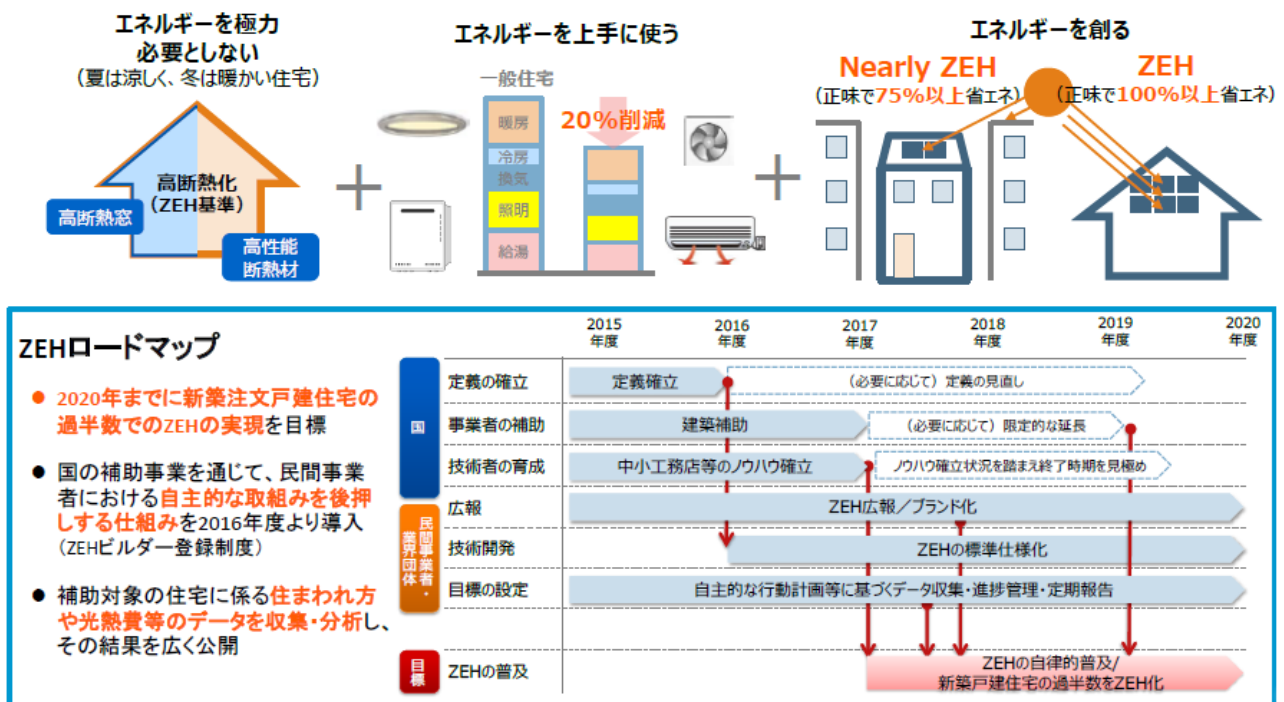 エネルギーを極力
必要としない
（夏は涼しく、冬は暖かい住宅）
高断熱化
（ZEH基準）
高断熱窓
高性能
断熱材
エネルギーを上手に使う
一般住宅
暖房
冷房
換気
照明
給湯
20%削減
エネルギーを創る
Nearly ZEH
（正味で75%以上省エネ）
ZEH
（正味で100%以上省エネ）
ZEHロードマップ
● 2020年までに新築注文戸建住宅の
過半数でのZEHの実現を目標
● 国の補助事業を通じて、民間事業
者における自主的な取組みを後押
しする仕組みを2016年度より導入
（ZEHビルダー登録制度）
● 補助対象の住宅に係る住まわれ方
や光熱費等のデータを収集・分析し、
その結果を広く公開
2015
年度
2016
年度
2017
年度
2018
年度
2019
年度
2020
年度
国
定義の確立
定義確立
（必要に応じて）定義の見直し
事業者の補助
建築補助
（必要に応じて）限定的な延長
技術者の育成
中小工務店等のノウハウ確立
ノウハウ確立状況を踏まえ終了時期を見極め
民間事業者・
業界団体
広報
ZEH広報／ブランド化
技術開発
ZEHの標準仕様化
目標の設定
自主的な行動計画等に基づくデータ収集・進捗管理・定期報告
目標
ZEHの普及
ZEHの自律的普及/
新築戸建住宅の過半数をZEH化